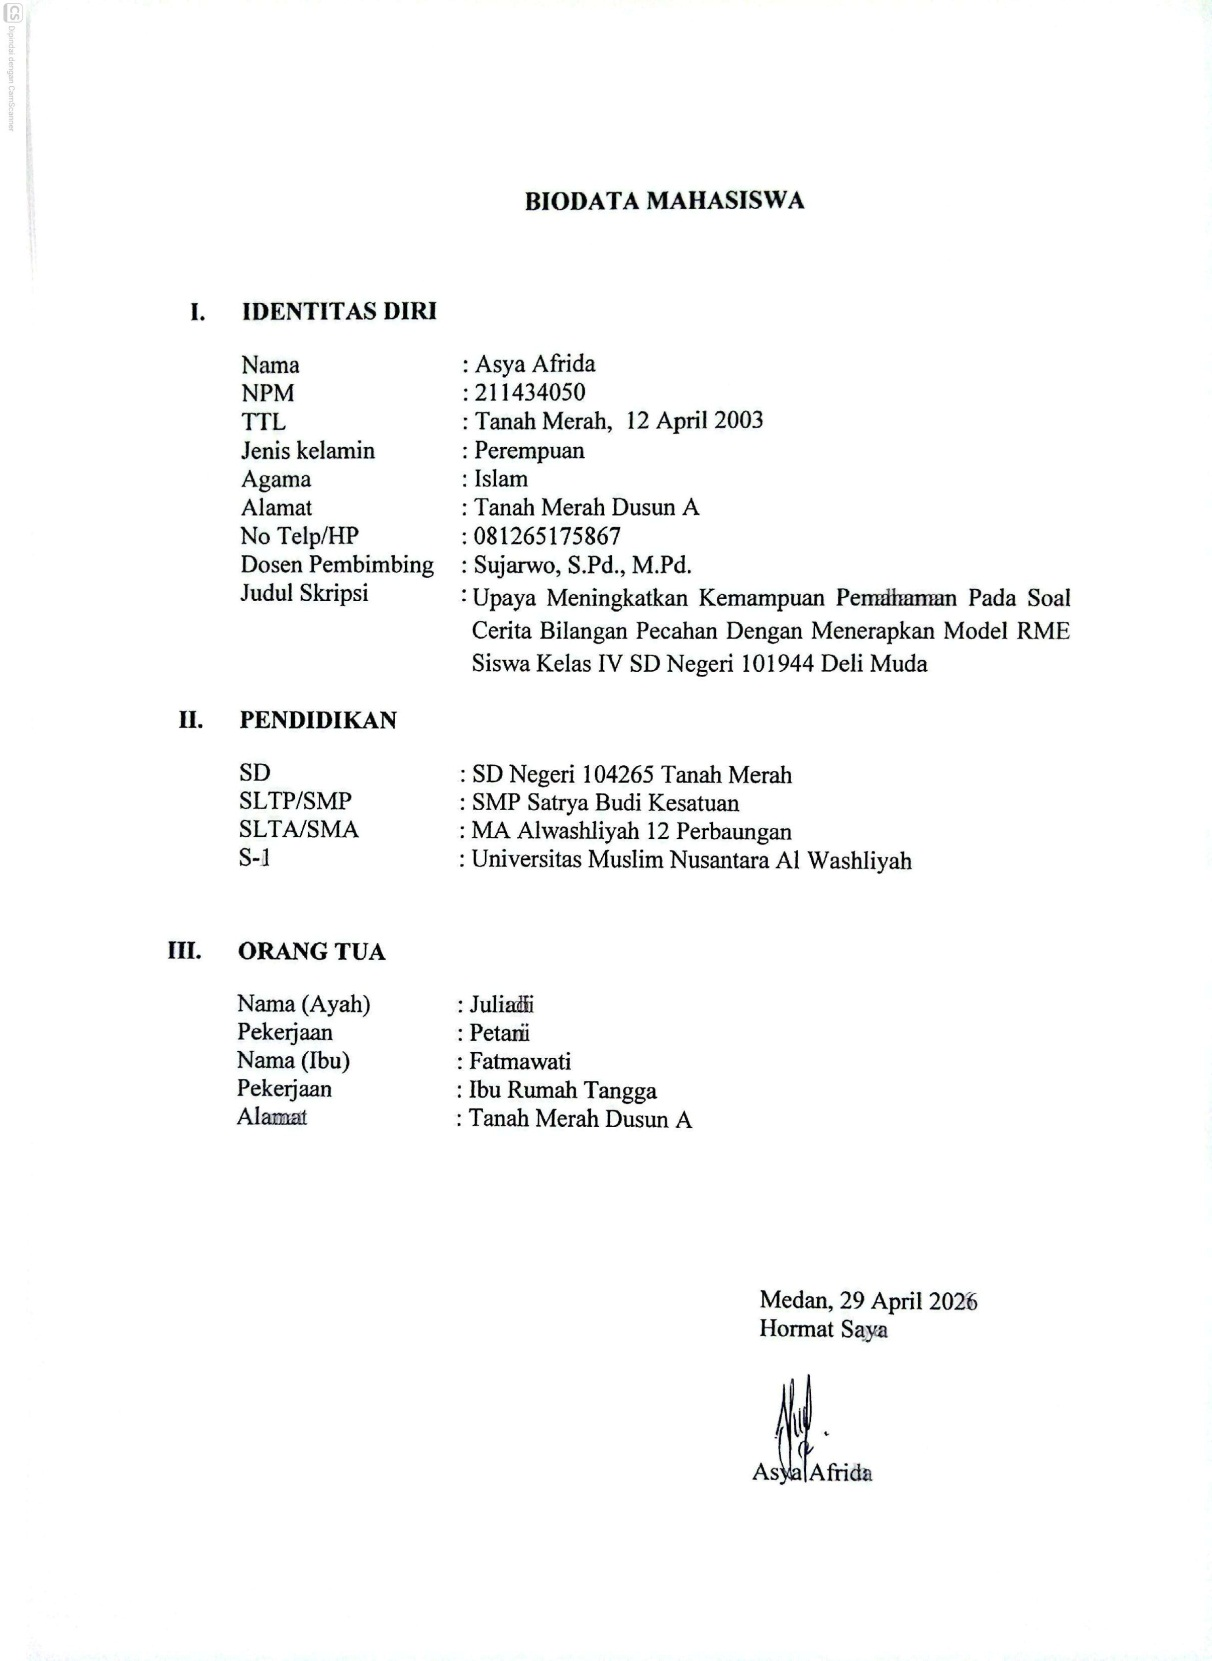 CS Dipindai dengan CamScanner
BIODATA MAHASISWA
I. IDENTITAS DIRI
Nama : Asya Afrida
NPM : 211434050
TTL : Tanah Merah, 12 April 2003
Jenis kelamin : Perempuan
Agama : Islam
Alamat : Tanah Merah Dusun A
No Telp/HP : 081265175867
Dosen Pembimbing : Sujarwo, S.Pd., M.Pd.
Judul Skripsi : Upaya Meningkatkan Kemampuan Pemahaman Pada Soal
Cerita Bilangan Pecahan Dengan Menerapkan Model RME
Siswa Kelas IV SD Negeri 101944 Deli Muda
II. PENDIDIKAN
SD : SD Negeri 104265 Tanah Merah
SLTP/SMP : SMP Satrya Budi Kesatuan
SLTA/SMA : MA Alwashliyah 12 Perbaungan
S-1 : Universitas Muslim Nusantara Al Washliyah
III. ORANG TUA
Nama (Ayah) : Juliadi
Pekerjaan : Petani
Nama (Ibu) : Fatmawati
Pekerjaan : Ibu Rumah Tangga
Alamat : Tanah Merah Dusun A
Medan, 29 April 2026
Hormat Saya
Asya Afrida